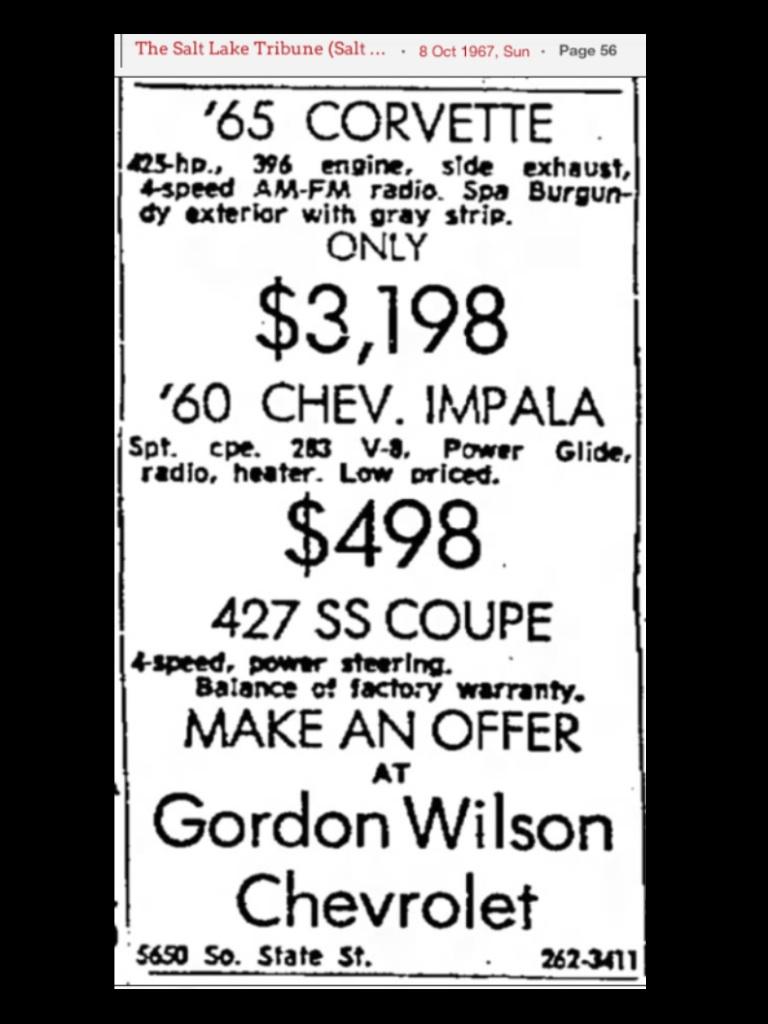 The Salt Lake Tribune (Salt ... · 8 Oct 1967, Sun · Page 56
'65 CORVETTE
425-hp., 396 engine, side exhaust,
4-speed AM-FM radio. Spa Burgun-
dy exterior with gray strip.
ONLY
$3,198
'60 CHEV. IMPALA
Spt. cpe. 283 V-8, Power Glide,
radio, heater. Low priced.
$498
427 SS COUPE
4-speed, power steering.
Balance of factory warranty.
MAKE AN OFFER
AT
Gordon Wilson
Chevrolet
5650 So. State St. 262-3411